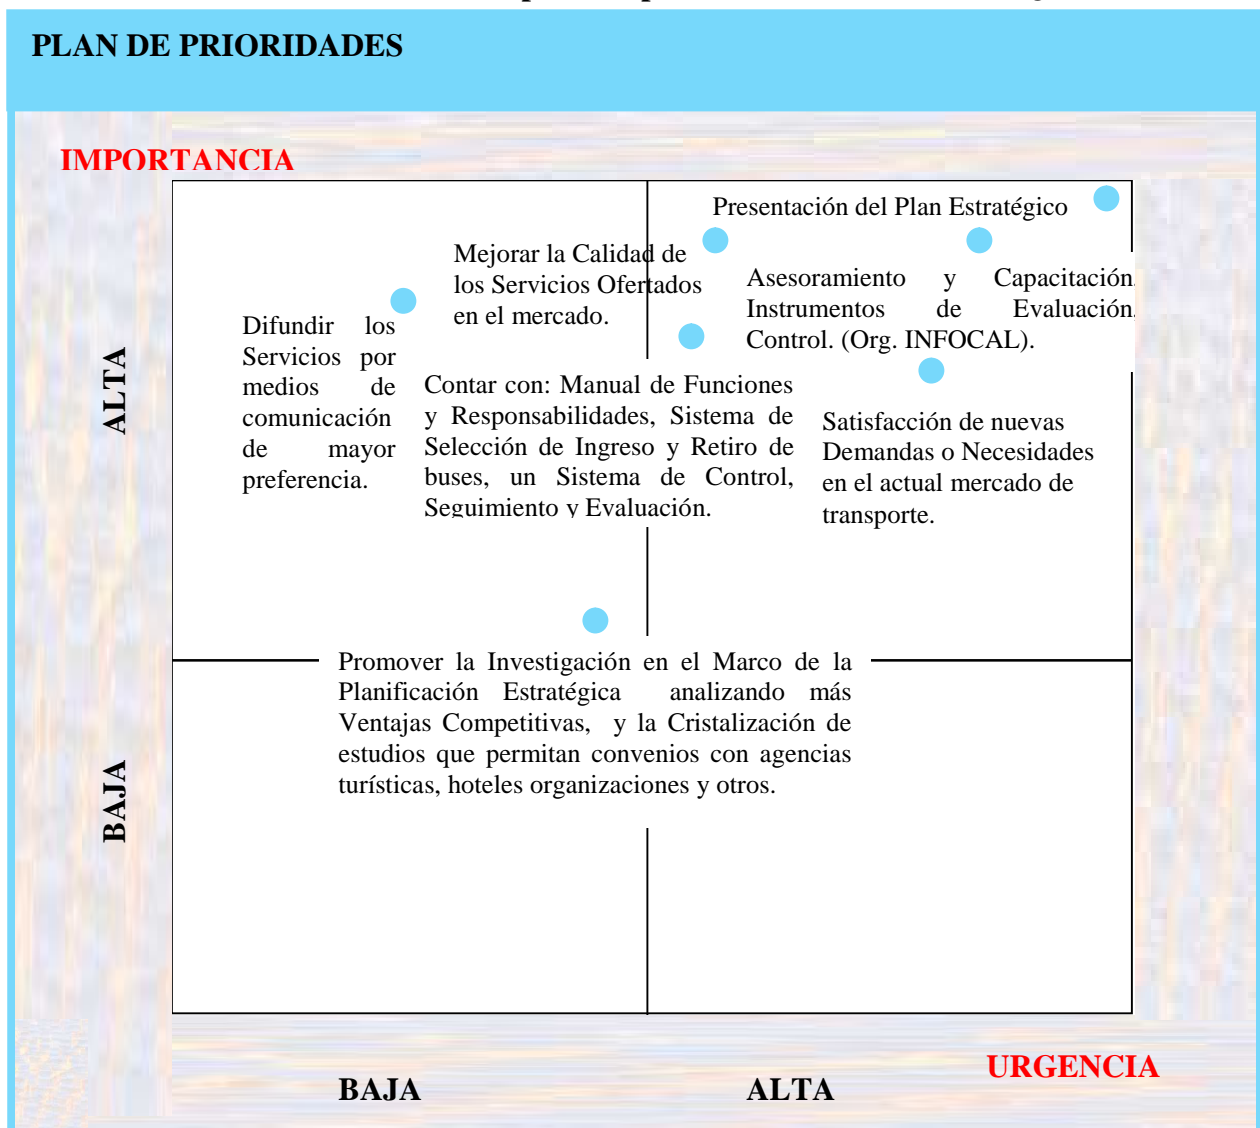 PLAN DE PRIORIDADES
IMPORTANCIA
Presentación del Plan Estratégico
Mejorar la Calidad de
los Servicios Ofertados
en el mercado.
Asesoramiento y Capacitación.
Instrumentos de Evaluación.
Control. (Org. INFOCAL).
Difundir los
Servicios por
medios de
comunicación
de mayor
preferencia.
Contar con: Manual de Funciones
y Responsabilidades, Sistema de
Selección de Ingreso y Retiro de
buses, un Sistema de Control,
Seguimiento y Evaluación.
Satisfacción de nuevas
Demandas o Necesidades
en el actual mercado de
transporte.
ALTA
Promover la Investigación en el Marco de la
Planificación Estratégica analizando más
Ventajas Competitivas, y la Cristalización de
estudios que permitan convenios con agencias
turísticas, hoteles organizaciones y otros.
BAJA
URGENCIA
BAJA ALTA